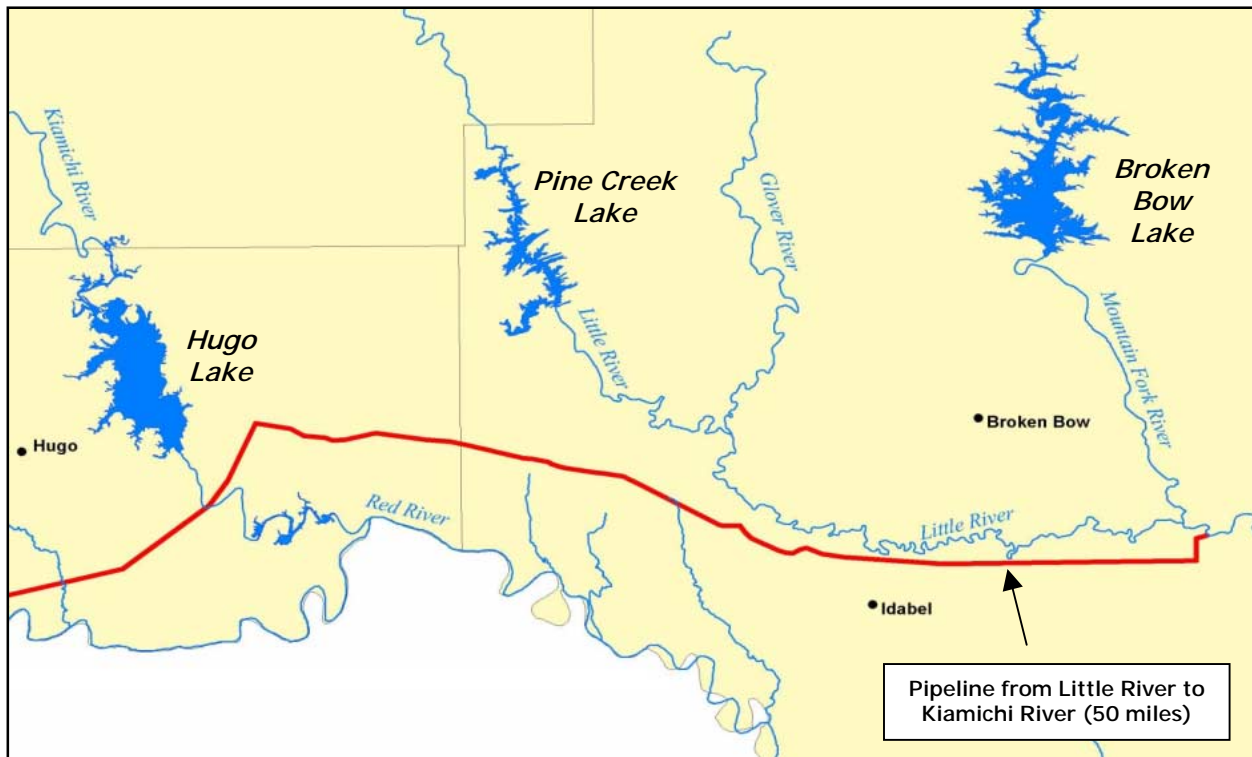 Kiamichi River
Pine Creek
Lake
Glover River
Broken
Bow
Lake
Hugo
Lake
Little River
Mountain Fork River
Hugo
Broken Bow
Red River
Little River
Idabel
Pipeline from Little River to
Kiamichi River (50 miles)